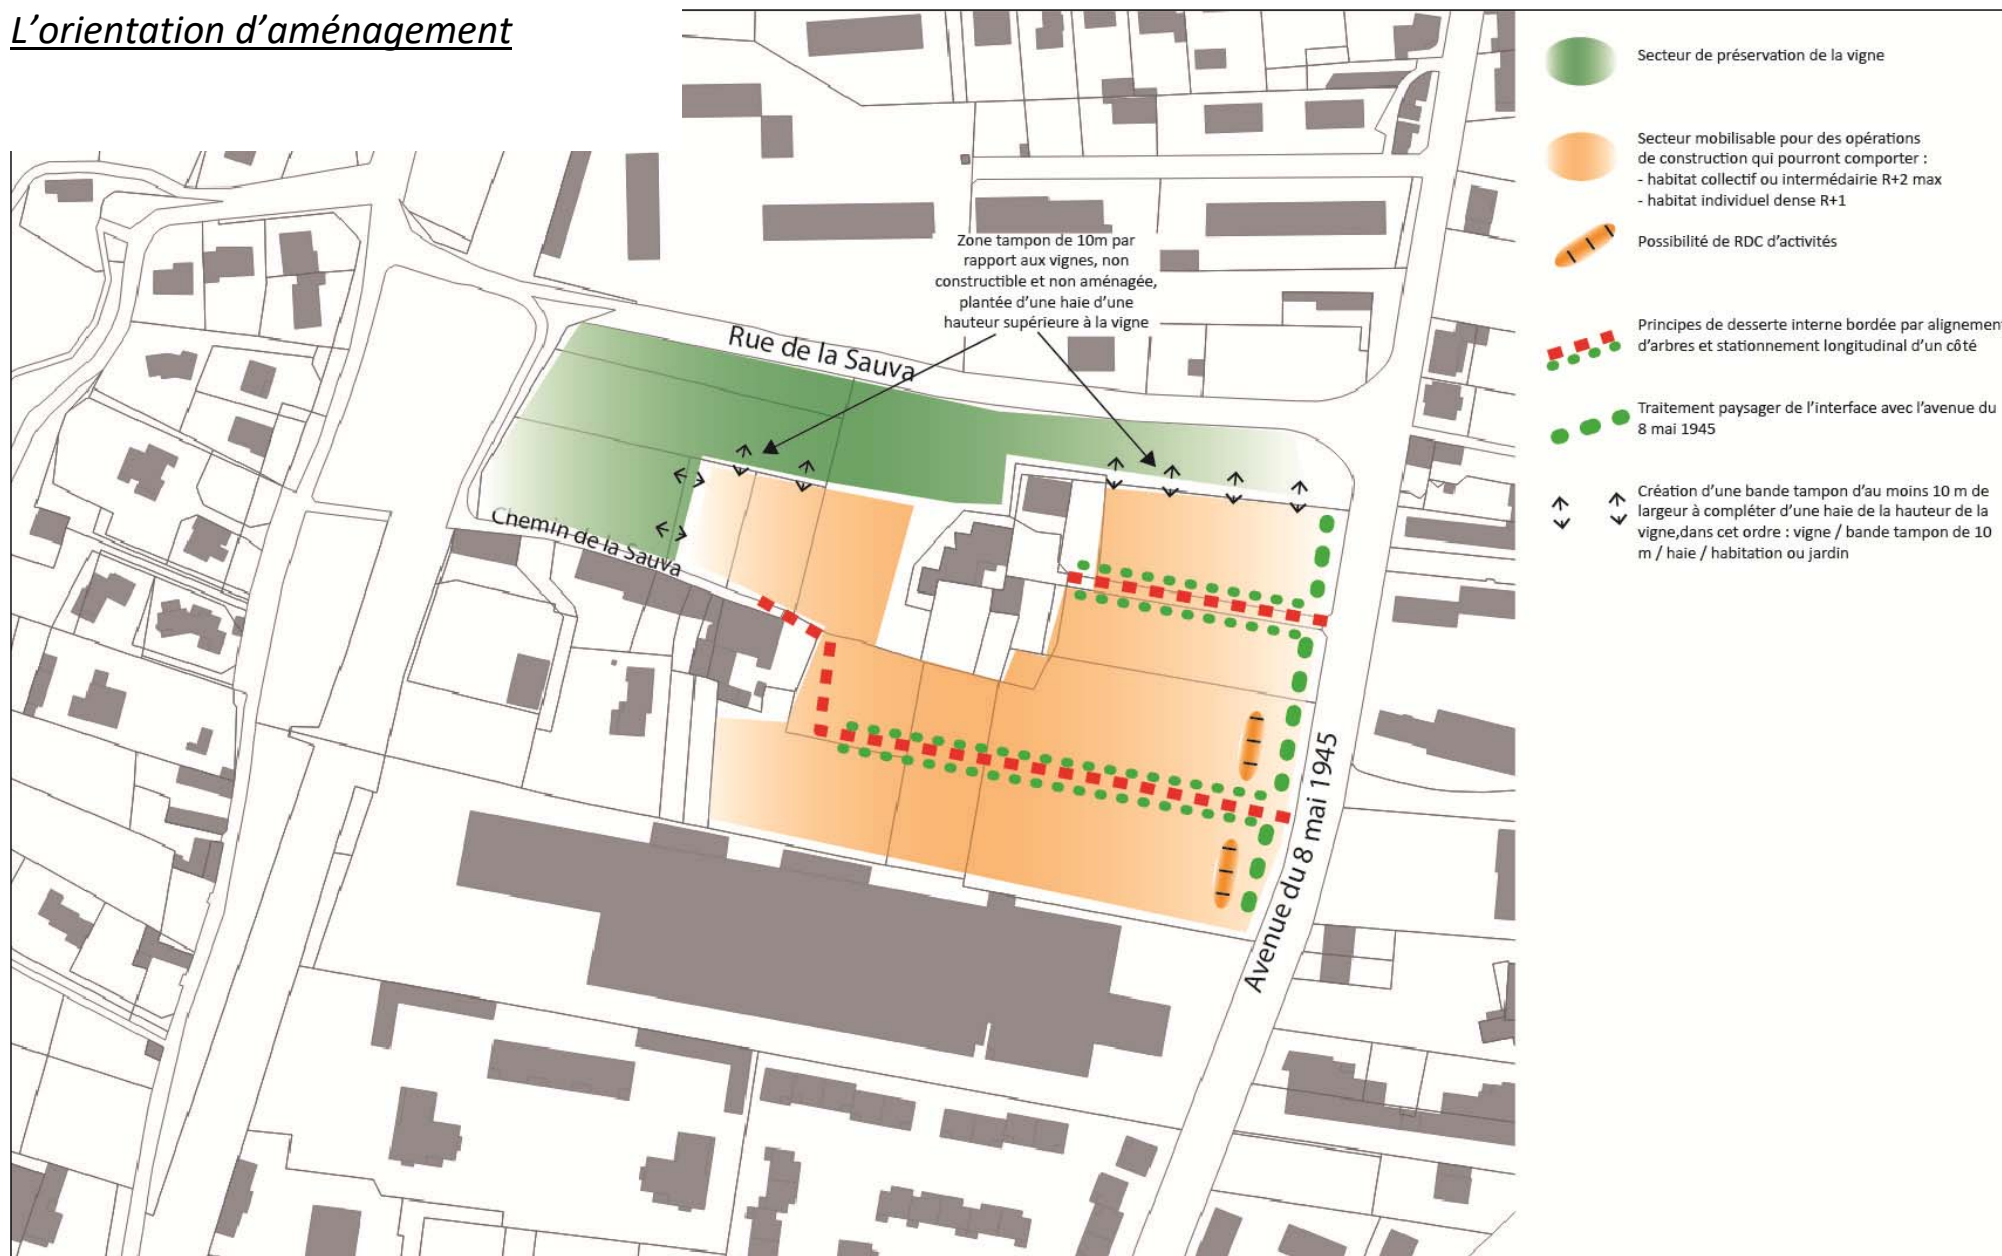 L’orientation d’aménagement
Zone tampon de 10m par
rapport aux vignes, non
constructible et non aménagée,
plantée d’une haie d’une
hauteur supérieure à la vigne
Rue de la Sauva
Chemin de la Sauva
Avenue du 8 mai 1945
Secteur de préservation de la vigne
Secteur mobilisable pour des opérations
de construction qui pourront comporter :
- habitat collectif ou intermédairie R+2 max
- habitat individuel dense R+1
Possibilité de RDC d’activités
Principes de desserte interne bordée par alignement
d’arbres et stationnement longitudinal d’un côté
Traitement paysager de l’interface avec l’avenue du
8 mai 1945
Création d’une bande tampon d’au moins 10 m de
largeur à compléter d’une haie de la hauteur de la
vigne,dans cet ordre : vigne / bande tampon de 10
m / haie / habitation ou jardin